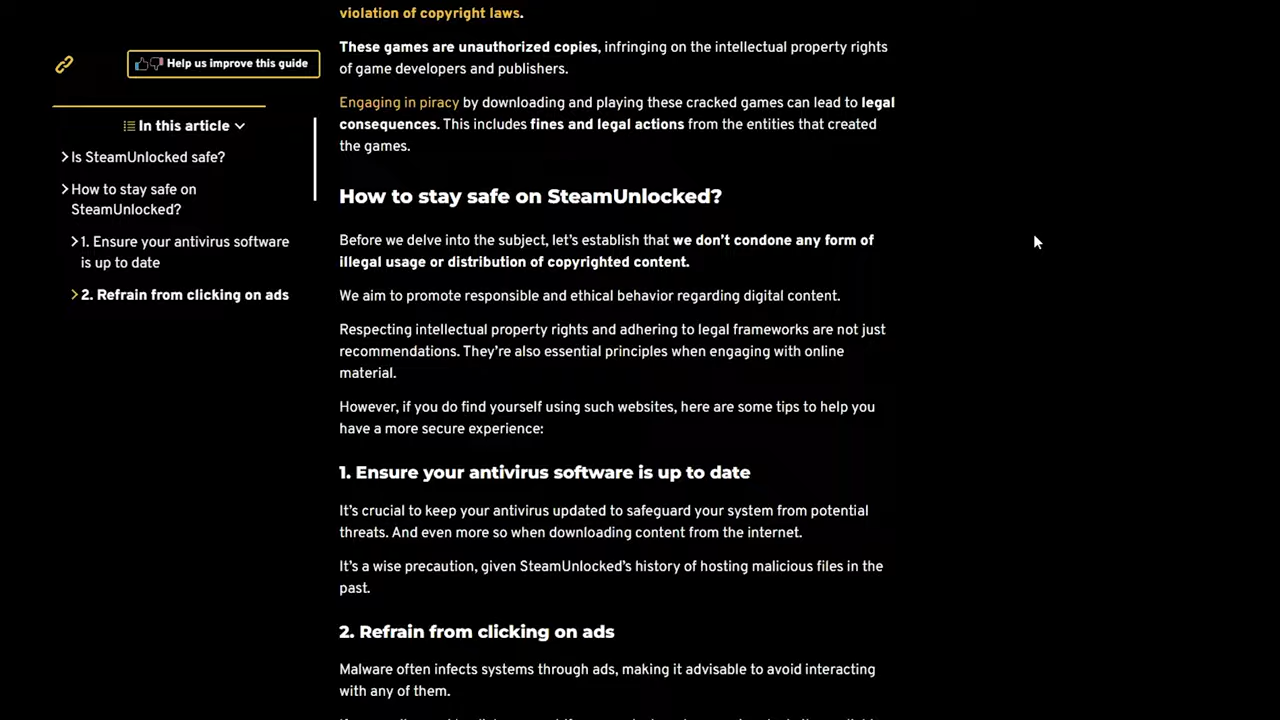 violation of copyright laws.
These games are unauthorized copies, infringing on the intellectual property rights
of game developers and publishers.
Help us improve this guide
Engaging in piracy by downloading and playing these cracked games can lead to legal
consequences. This includes fines and legal actions from the entities that created
the games.
In this article
Is SteamUnlocked safe?
How to stay safe on
SteamUnlocked?
1. Ensure your antivirus software
is up to date
2. Refrain from clicking on ads
How to stay safe on SteamUnlocked?
Before we delve into the subject, let's establish that we don't condone any form of
illegal usage or distribution of copyrighted content.
We aim to promote responsible and ethical behavior regarding digital content.
Respecting intellectual property rights and adhering to legal frameworks are not just
recommendations. They're also essential principles when engaging with online
material.
However, if you do find yourself using such websites, here are some tips to help you
have a more secure experience:
1. Ensure your antivirus software is up to date
It's crucial to keep your antivirus updated to safeguard your system from potential
threats. And even more so when downloading content from the internet.
It's a wise precaution, given SteamUnlocked's history of hosting malicious files in the
past.
2. Refrain from clicking on ads
Malware often infects systems through ads, making it advisable to avoid interacting
with any of them.